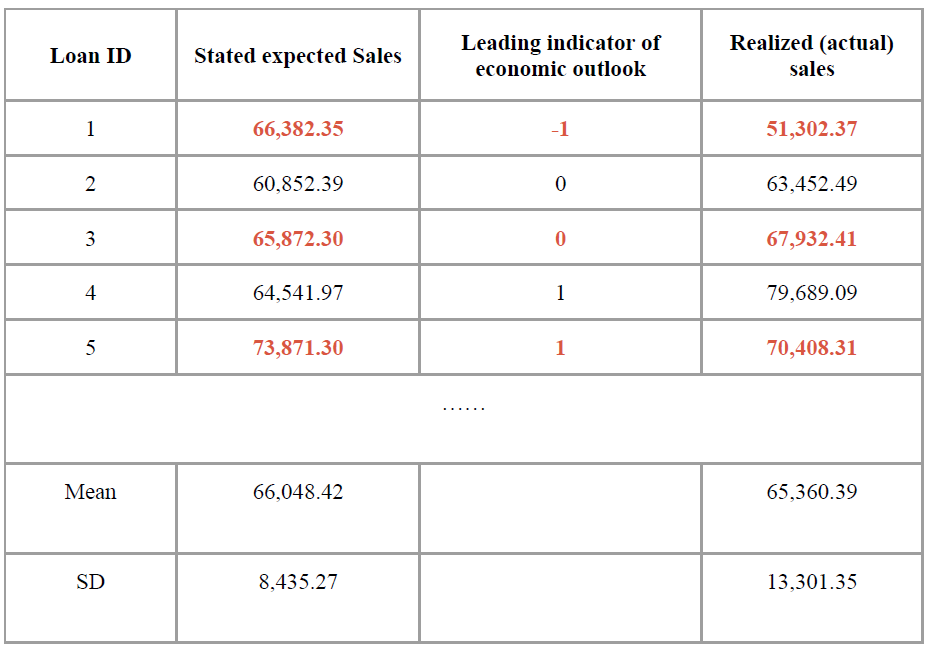 Loan ID Stated expected Sales Leading indicator of economic outlook Realized (actual) sales
1 66,382.35 -1 51,302.37
2 60,852.39 0 63,452.49
3 65,872.30 0 67,932.41
4 64,541.97 1 79,689.09
5 73,871.30 1 70,408.31
......
Mean 66,048.42 65,360.39
SD 8,435.27 13,301.35